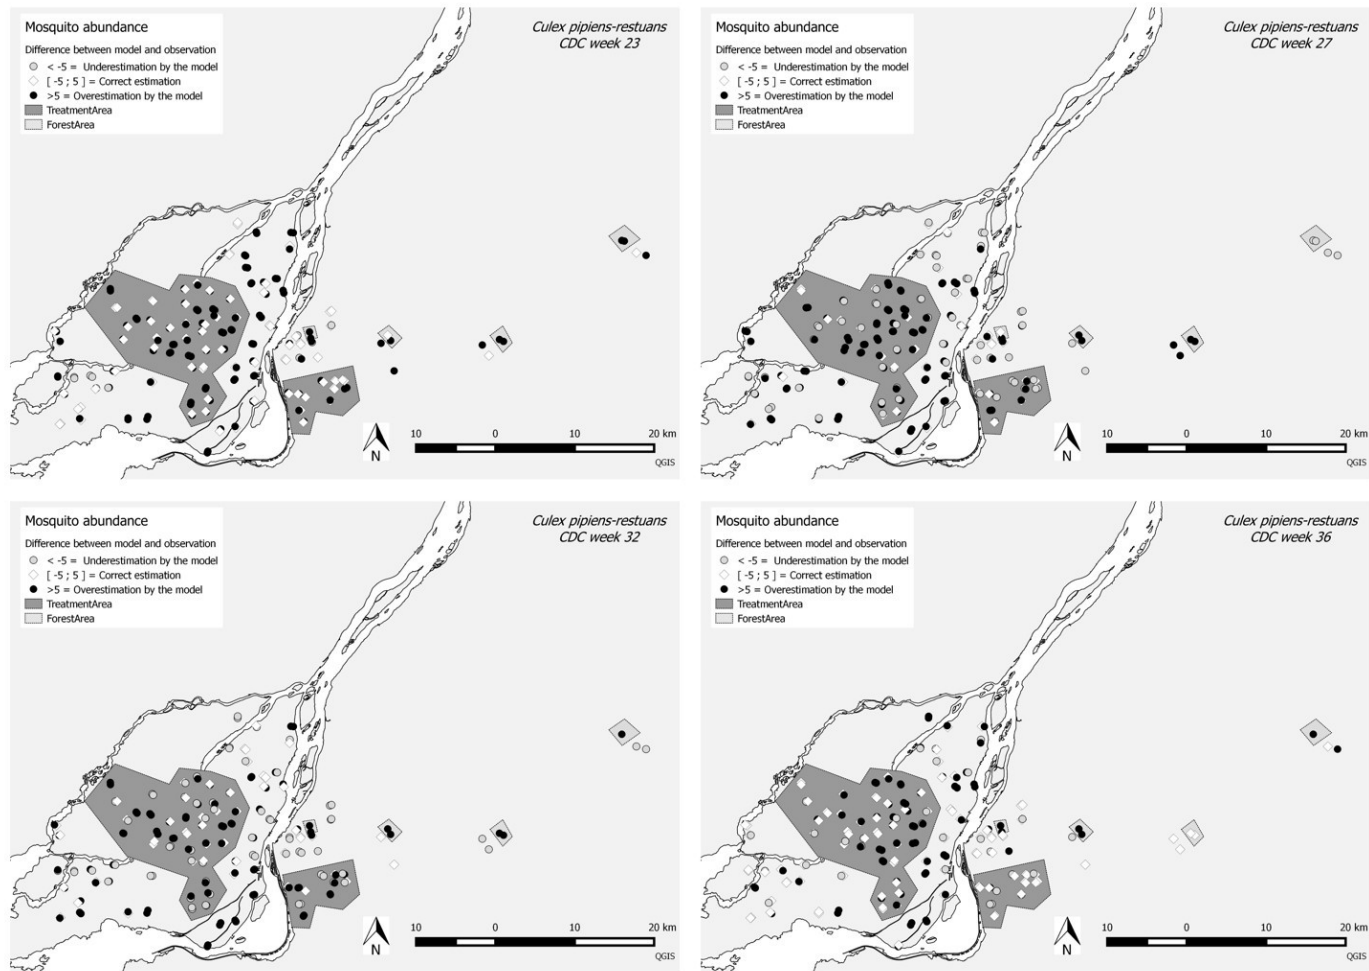 Mosquito abundance
Difference between model and observation
< -5 = Underestimation by the model
[ -5 ; 5 ] = Correct estimation
>5 = Overestimation by the model
TreatmentArea
ForestArea
Culex pipiens-restuans
CDC week 23
N
10 0 10 20 km
QGIS
Mosquito abundance
Difference between model and observation
< -5 = Underestimation by the model
[ -5 ; 5 ] = Correct estimation
>5 = Overestimation by the model
TreatmentArea
ForestArea
Culex pipiens-restuans
CDC week 27
N
10 0 10 20 km
QGIS
Mosquito abundance
Difference between model and observation
< -5 = Underestimation by the model
[ -5 ; 5 ] = Correct estimation
>5 = Overestimation by the model
TreatmentArea
ForestArea
Culex pipiens-restuans
CDC week 32
N
10 0 10 20 km
QGIS
Mosquito abundance
Difference between model and observation
< -5 = Underestimation by the model
[ -5 ; 5 ] = Correct estimation
>5 = Overestimation by the model
TreatmentArea
ForestArea
Culex pipiens-restuans
CDC week 36
N
10 0 10 20 km
QGIS